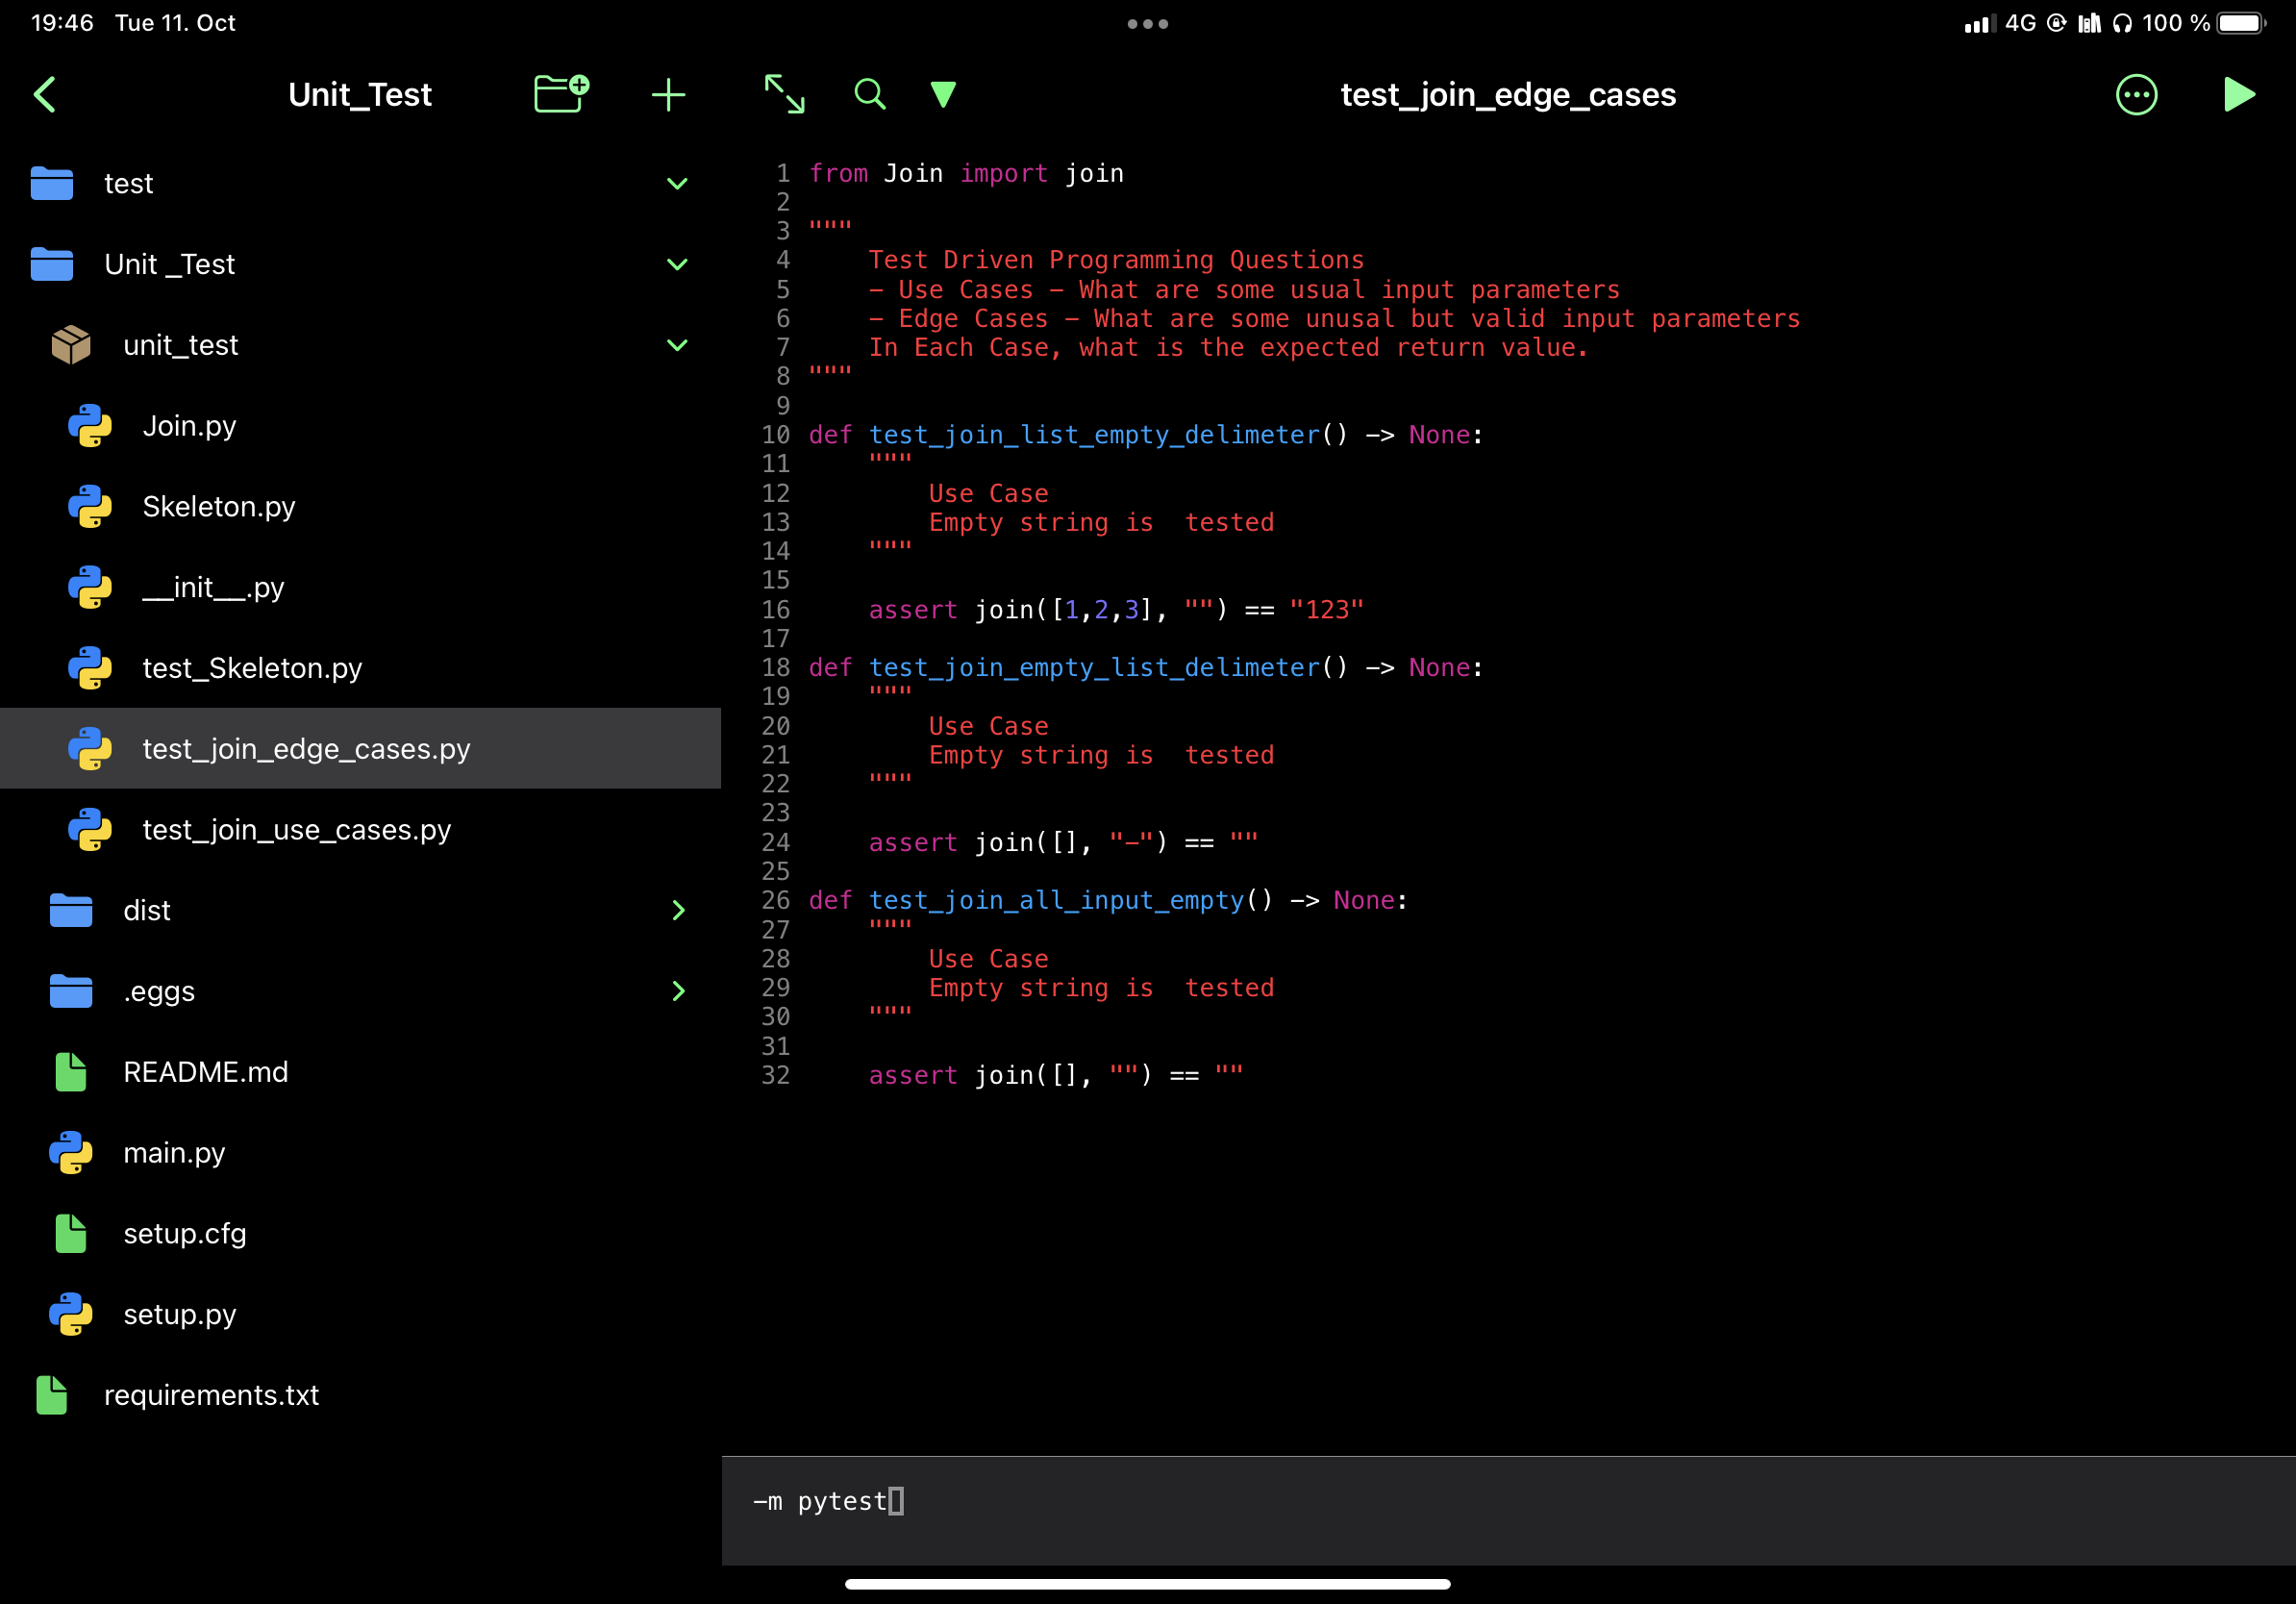 19:46 Tue 11. Oct
4G 100 %
Unit_Test
test_join_edge_cases
test
Unit _Test
unit_test
Join.py
Skeleton.py
__init__.py
test_Skeleton.py
test_join_edge_cases.py
test_join_use_cases.py
dist
.eggs
README.md
main.py
setup.cfg
setup.py
requirements.txt
1 from Join import join
2
3 """
4 Test Driven Programming Questions
5 - Use Cases - What are some usual input parameters
6 - Edge Cases - What are some unusal but valid input parameters
7 In Each Case, what is the expected return value.
8 """
9
10 def test_join_list_empty_delimeter() -> None:
11 """
12 Use Case
13 Empty string is  tested
14 """
15
16 assert join([1,2,3], "") == "123"
17
18 def test_join_empty_list_delimeter() -> None:
19 """
20 Use Case
21 Empty string is  tested
22 """
23
24 assert join([], "-") == ""
25
26 def test_join_all_input_empty() -> None:
27 """
28 Use Case
29 Empty string is  tested
30 """
31
32 assert join([], "") == ""
-m pytest